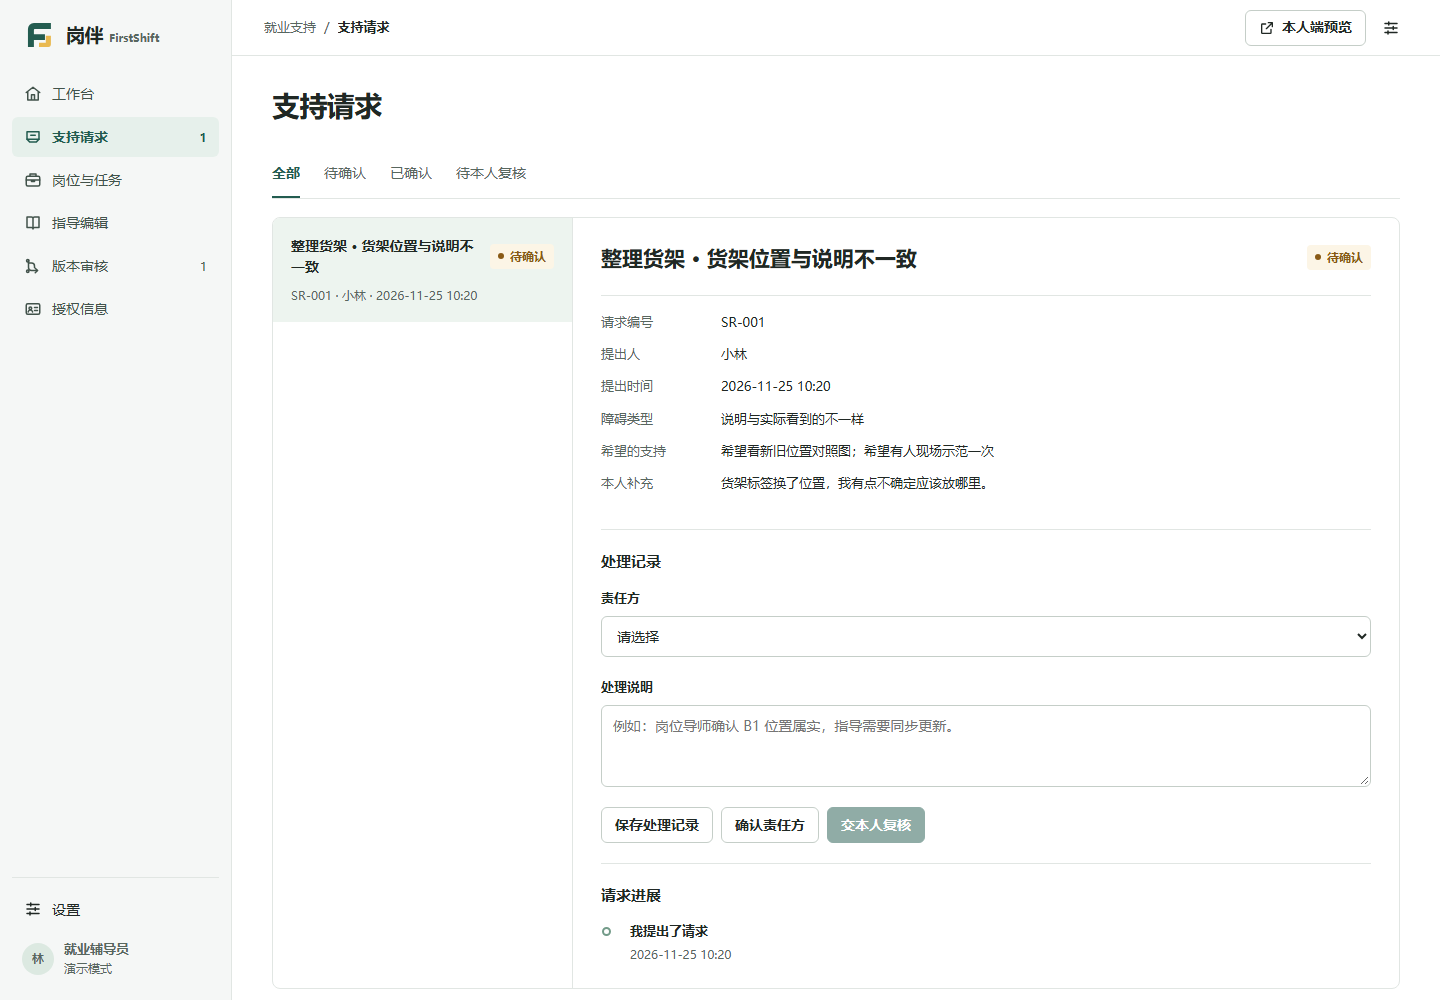 岗伴 FirstShift
工作台
支持请求 1
岗位与任务
指导编辑
版本审核 1
授权信息
设置
林
就业辅导员
演示模式
就业支持 / 支持请求
本人端预览
支持请求
全部 待确认 已确认 待本人复核
整理货架 • 货架位置与说明不
一致
待确认
SR-001 · 小林 · 2026-11-25 10:20
整理货架 • 货架位置与说明不一致
待确认
请求编号 SR-001
提出人 小林
提出时间 2026-11-25 10:20
障碍类型 说明与实际看到的不一样
希望的支持 希望看新旧位置对照图；希望有人现场示范一次
本人补充 货架标签换了位置，我有点不确定应该放哪里。
处理记录
责任方
请选择
处理说明
例如：岗位导师确认 B1 位置属实，指导需要同步更新。
保存处理记录 确认责任方 交本人复核
请求进展
我提出了请求
2026-11-25 10:20